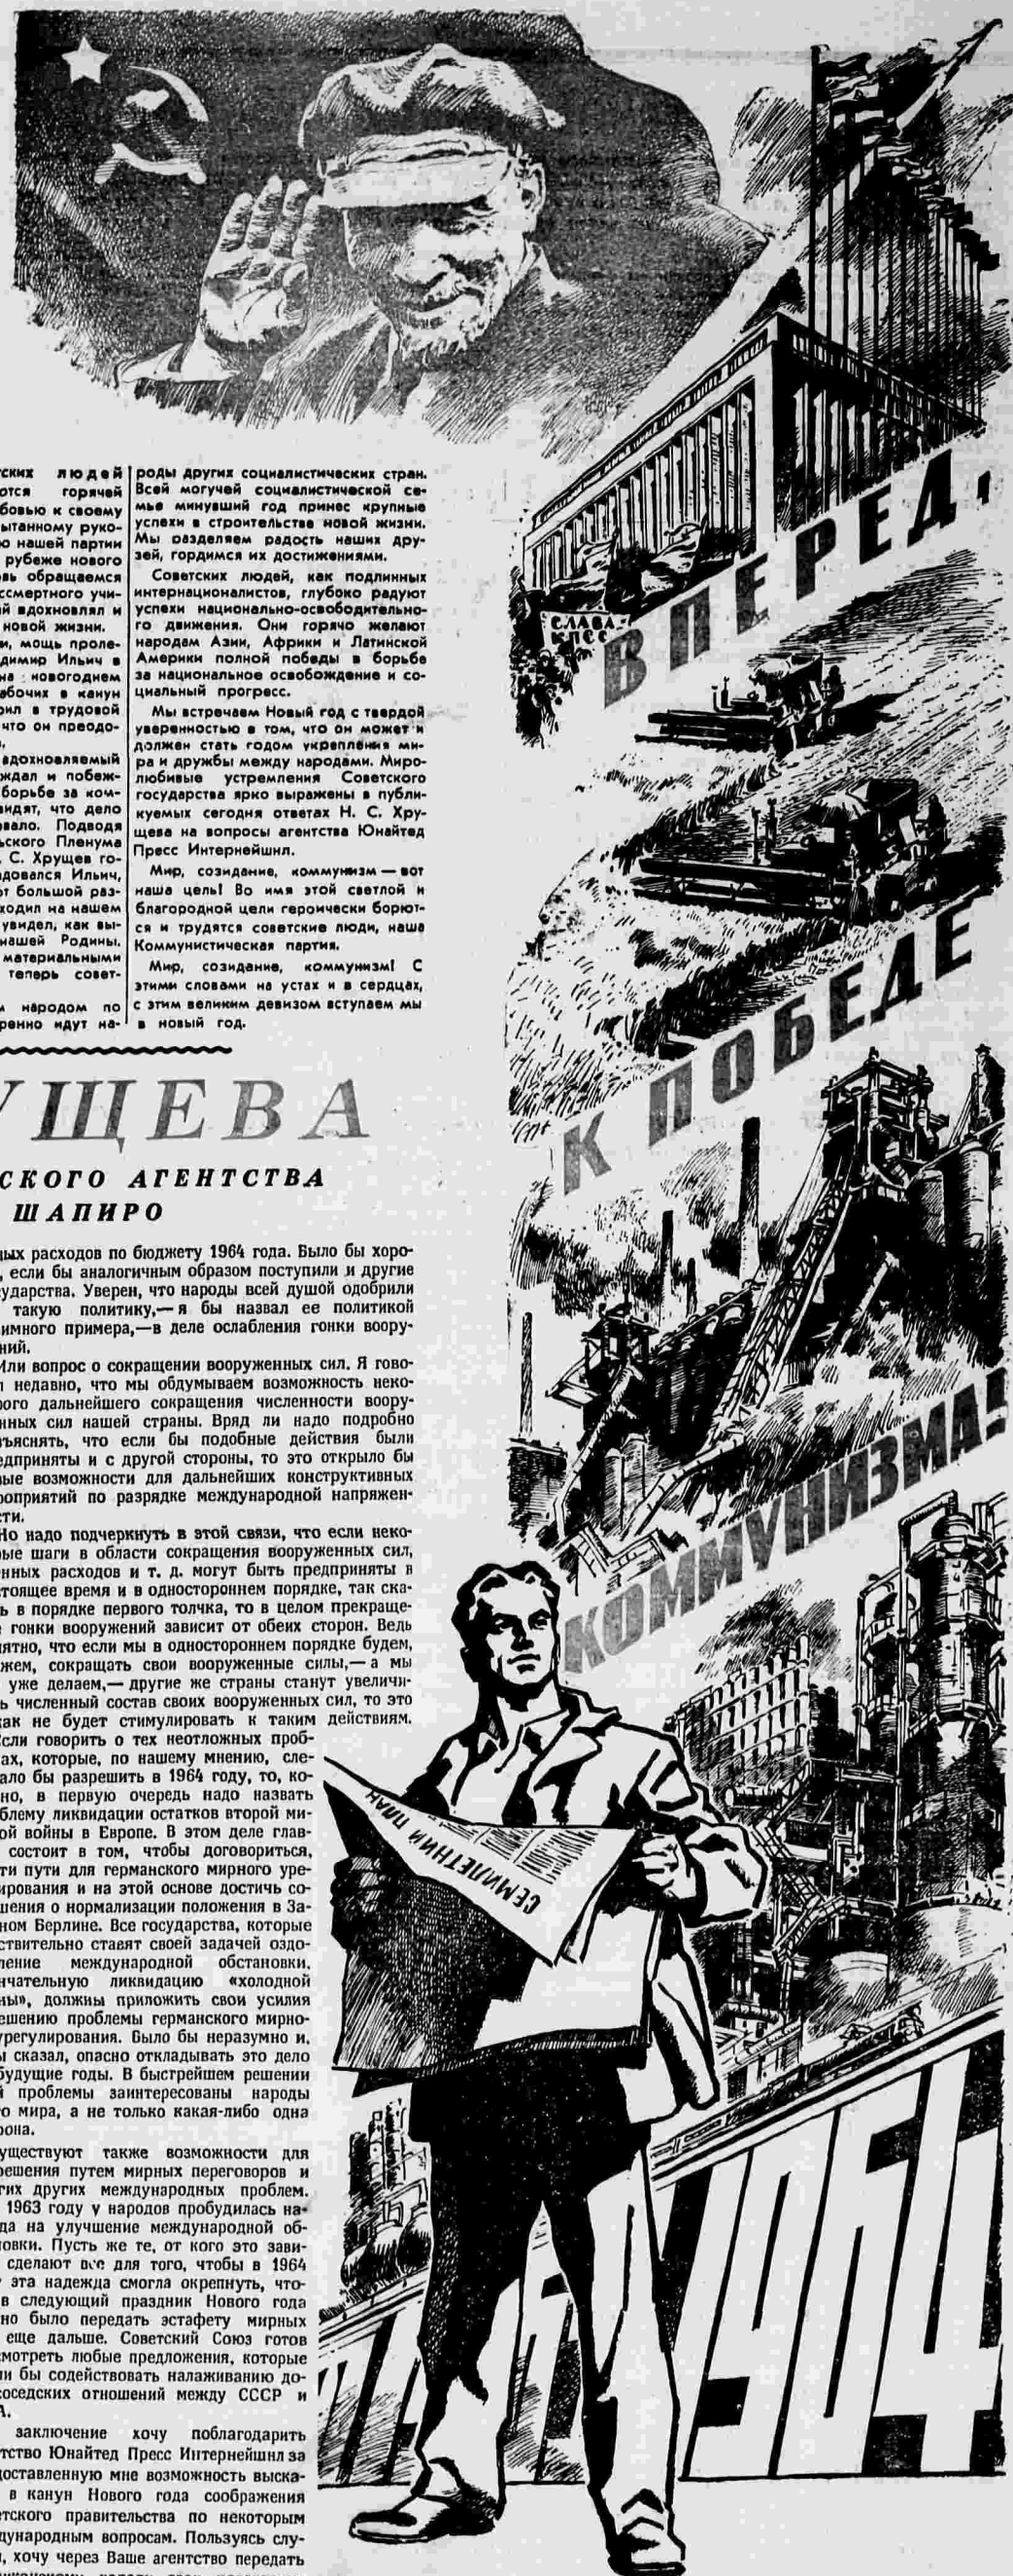 ских людей
ются горячей
бовью к своему
ытанному руко-
ю нашей партии
рубеже нового
вь обращаемся
ссмертного учи-
й вдохновлял и
новой жизни.
и, мощь проле-
димир Ильич в
на новогоднем
абочих в канун
рил в трудовой
что он преодо-
вдохновляемый
ждал и побеж-
борьбе за ком-
видят, что дело
вало. Подводя
ьского Пленума
. С. Хрущев го-
довался Ильич,
от большой раз-
ходил на нашем
увидел, как вы-
нашей Родины,
материальными
теперь совет-
м народом по
ренно идут на-
роды других социалистических стран.
Всей могучей социалистической се-
мье минувший год принес крупные
успехи в строительстве новой жизни.
Мы разделяем радость наших дру-
зей, гордимся их достижениями.
Советских людей, как подлинных
интернационалистов, глубоко радуют
успехи национально-освободительно-
го движения. Они горячо желают
народам Азии, Африки и Латинской
Америки полной победы в борьбе
за национальное освобождение и со-
циальный прогресс.
Мы встречаем Новый год с твердой
уверенностью в том, что он может и
должен стать годом укрепления ми-
ра и дружбы между народами. Миро-
любивые устремления Советского
государства ярко выражены в публи-
куемых сегодня ответах Н. С. Хру-
щева на вопросы агентства Юнайтед
Пресс Интернейшнл.
Мир, созидание, коммунизм — вот
наша цель! Во имя этой светлой и
благородной цели героически борют-
ся и трудятся советские люди, наша
Коммунистическая партия.
Мир, созидание, коммунизм! С
этими словами на устах и в сердцах,
с этим великим девизом вступаем мы
в новый год.
УЩЕВА
СКОГО АГЕНТСТВА
ШАПИРО
ных расходов по бюджету 1964 года. Было бы хоро-
, если бы аналогичным образом поступили и другие
ударства. Уверен, что народы всей душой одобрили
такую политику,—я бы назвал ее политикой
имного примера,—в деле ослабления гонки воору-
ний.
Или вопрос о сокращении вооруженных сил. Я гово-
л недавно, что мы обдумываем возможность неко-
рого дальнейшего сокращения численности воору-
нных сил нашей страны. Вряд ли надо подробно
ъяснять, что если бы подобные действия были
едприняты и с другой стороны, то это открыло бы
вые возможности для дальнейших конструктивных
роприятий по разрядке международной напряжен-
сти.
Но надо подчеркнуть в этой связи, что если неко-
рые шаги в области сокращения вооруженных сил,
нных расходов и т. д. могут быть предприняты в
стоящее время и в одностороннем порядке, так ска-
ь в порядке первого толчка, то в целом прекраще-
гонки вооружений зависит от обеих сторон. Ведь
нятно, что если мы в одностороннем порядке будем,
жем, сокращать свои вооруженные силы,—а мы
уже делаем,— другие же страны станут увеличи-
ь численный состав своих вооруженных сил, то это
как не будет стимулировать к таким действиям.
сли говорить о тех неотложных проб-
ах, которые, по нашему мнению, сле-
ало бы разрешить в 1964 году, то, ко-
но, в первую очередь надо назвать
блему ликвидации остатков второй ми-
ой войны в Европе. В этом деле глав-
состоит в том, чтобы договориться,
ти пути для германского мирного уре-
ирования и на этой основе достичь со-
шения о нормализации положения в За-
ном Берлине. Все государства, которые
ствительно ставят своей задачей оздо-
ление международной обстановки,
нчательную ликвидацию «холодной
ны», должны приложить свои усилия
ешению проблемы германского мирно-
урегулирования. Было бы неразумно и,
ы сказал, опасно откладывать это дело
будущие годы. В быстрейшем решении
й проблемы заинтересованы народы
о мира, а не только какая-либо одна
рона.
уществуют также возможности для
решения путем мирных переговоров и
гих других международных проблем.
1963 году у народов пробудилась на-
да на улучшение международной об-
овки. Пусть же те, от кого это зави-
сделают все для того, чтобы в 1964
эта надежда смогла окрепнуть, что-
в следующий праздник Нового года
но было передать эстафету мирных
еще дальше. Советский Союз готов
смотреть любые предложения, которые
ли бы содействовать налаживанию до-
соседских отношений между СССР и
А.
заключение хочу поблагодарить
тство Юнайтед Пресс Интернейшнл за
доставленную мне возможность выска-
в канун Нового года соображения
етского правительства по некоторым
дународным вопросам. Пользуясь слу-
, хочу через Ваше агентство передать
СЛАВА
КПСС
ВПЕРЕД,
К ПОБЕДЕ
КОММУНИЗМА!
СЕМИЛЕТНИЙ ПЛАН
1964